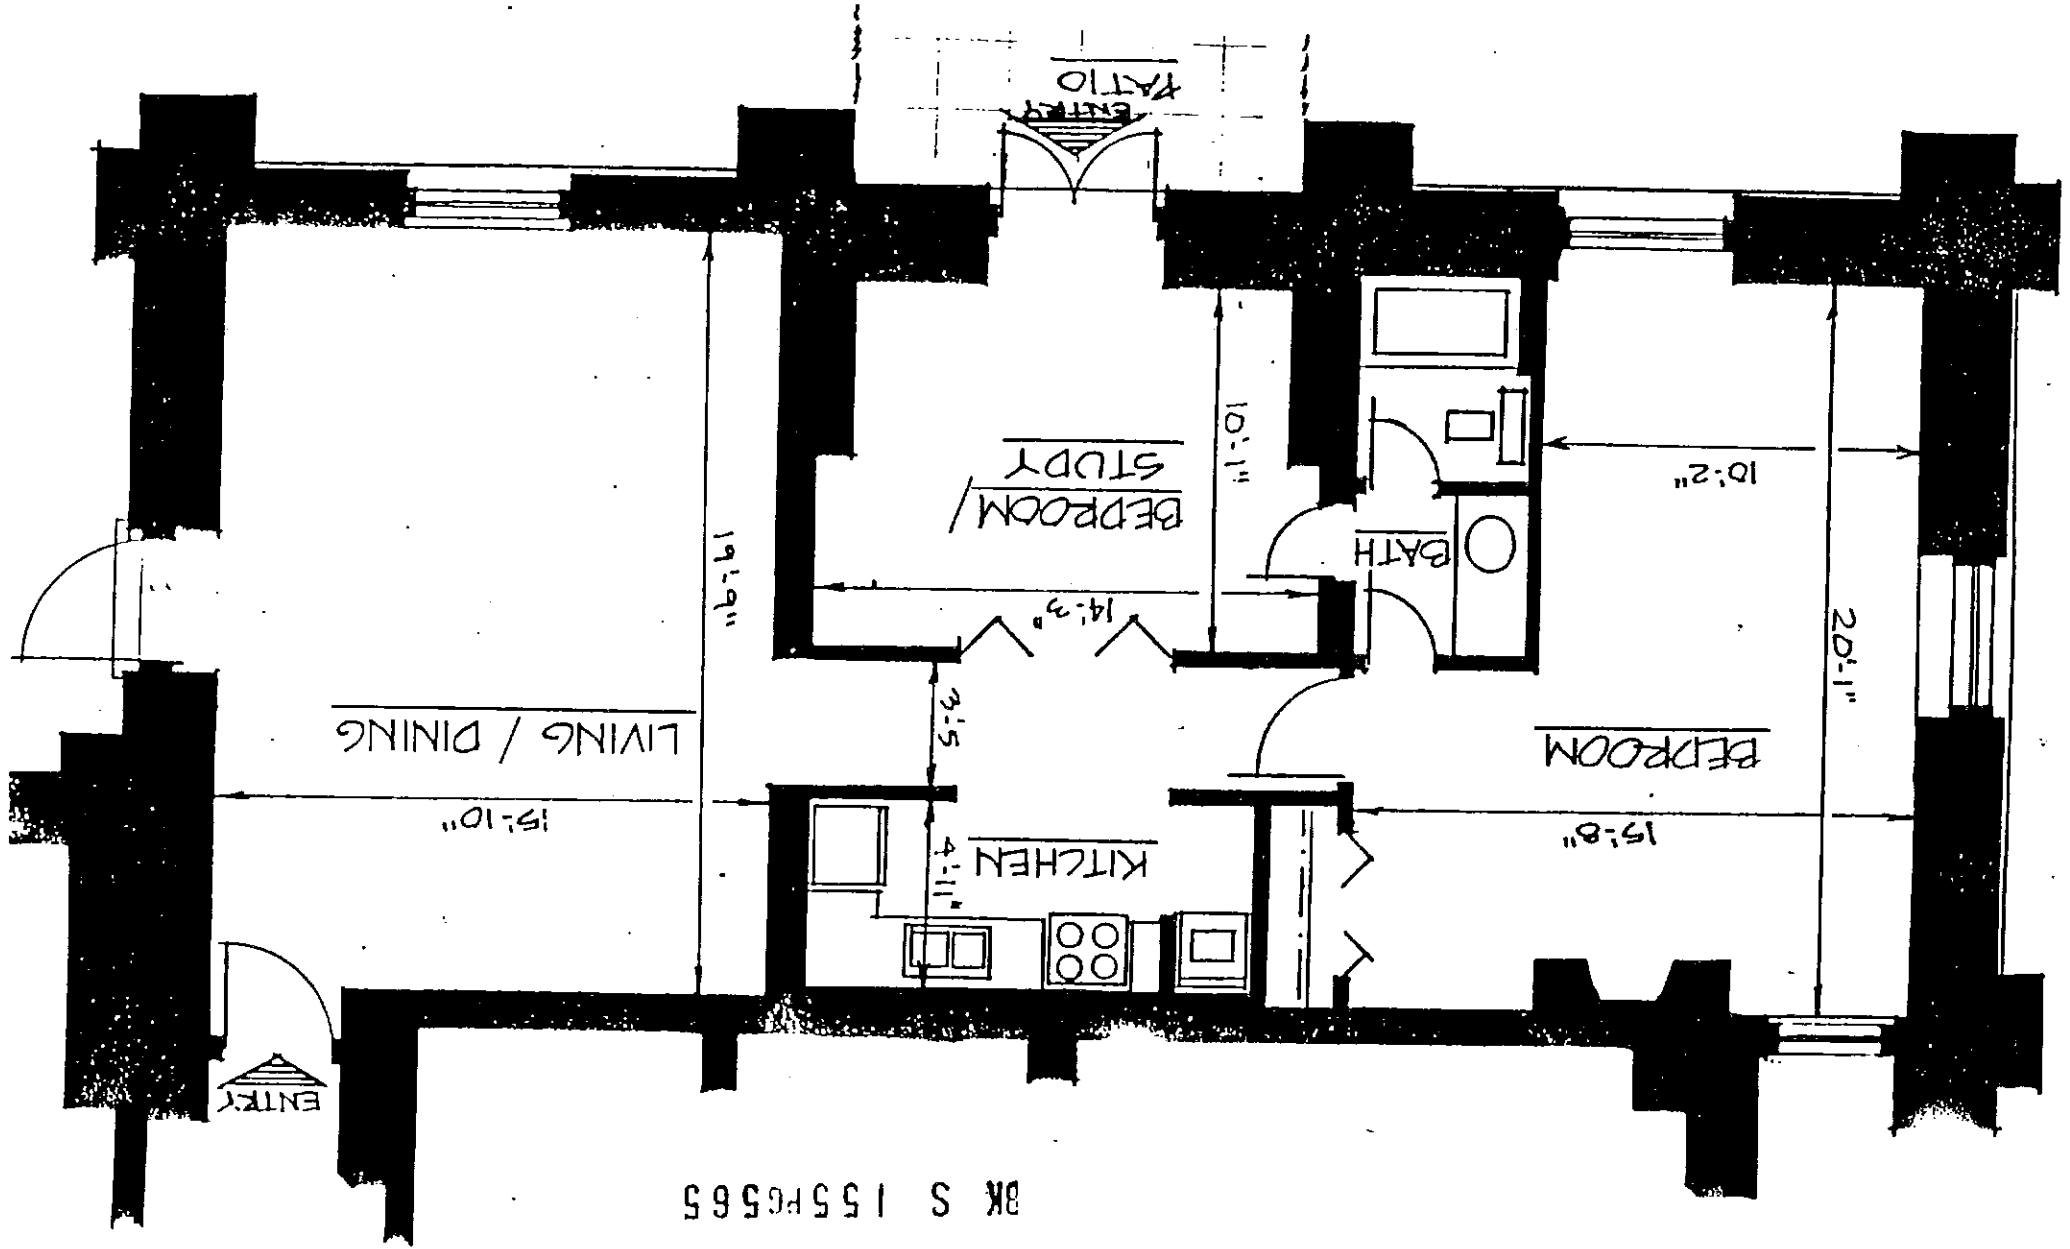 BK S 155PG565
ENTRY
KITCHEN
4'-11"
15'-8"
15'-10"
BEDROOM
LIVING / DINING
3'-5
20'-1"
14'-3"
19'-9"
BATH
BEDROOM/
STUDY
10'-2"
10'-1"
ENTRY
PATIO